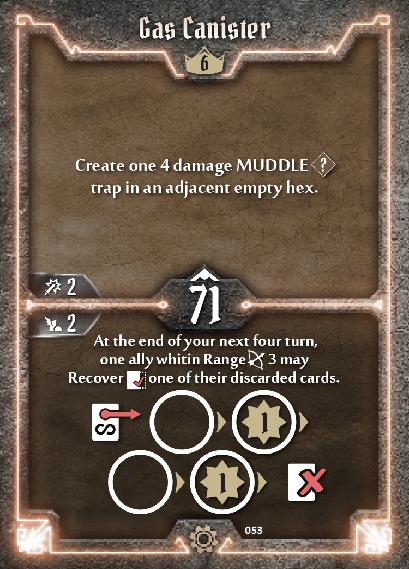 Gas Canister
6
Create one 4 damage MUDDLE ?
trap in an adjacent empty hex.
2
71
2
At the end of your next four turn,
one ally whitin Range 3 may
Recover one of their discarded cards.
1
1
053